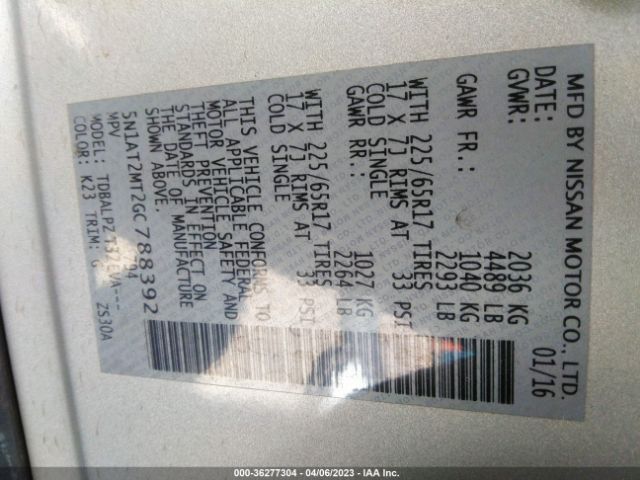 MFD BY NISSAN MOTOR CO., LTD.
DATE: 01/16
GVWR: 2036 KG
4489 LB
GAWR FR.: 1040 KG
2293 LB
WITH 225/65R17 TIRES
17 X 7J RIMS AT 33 PSI
COLD SINGLE
GAWR RR.: 1027 KG
2264 LB
WITH 225/65R17 TIRES
17 X 7J RIMS AT 33 PSI
COLD SINGLE
THIS VEHICLE CONFORMS TO
ALL APPLICABLE FEDERAL
MOTOR VEHICLE SAFETY AND
THEFT PREVENTION
STANDARDS IN EFFECT ON
THE DATE OF MANUFACTURE
SHOWN ABOVE.
5N1AT2MT2GC788392
MPV 794
MODEL: TDBALPZ-T32EWA---
COLOR: K23 TRIM: G ZS30A
000-36277304 - 04/06/2023 - IAA Inc.